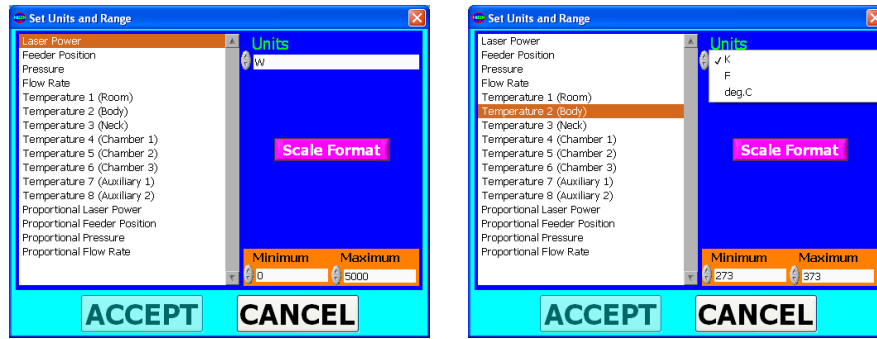 Set Units and Range
Laser Power
Feeder Position
Pressure
Flow Rate
Temperature 1 (Room)
Temperature 2 (Body)
Temperature 3 (Neck)
Temperature 4 (Chamber 1)
Temperature 5 (Chamber 2)
Temperature 6 (Chamber 3)
Temperature 7 (Auxiliary 1)
Temperature 8 (Auxiliary 2)
Proportional Laser Power
Proportional Feeder Position
Proportional Pressure
Proportional Flow Rate
Units
W
Scale Format
Minimum Maximum
0 5000
ACCEPT CANCEL
Set Units and Range
Laser Power
Feeder Position
Pressure
Flow Rate
Temperature 1 (Room)
Temperature 2 (Body)
Temperature 3 (Neck)
Temperature 4 (Chamber 1)
Temperature 5 (Chamber 2)
Temperature 6 (Chamber 3)
Temperature 7 (Auxiliary 1)
Temperature 8 (Auxiliary 2)
Proportional Laser Power
Proportional Feeder Position
Proportional Pressure
Proportional Flow Rate
Units
✓ K
F
deg.C
Scale Format
Minimum Maximum
273 373
ACCEPT CANCEL